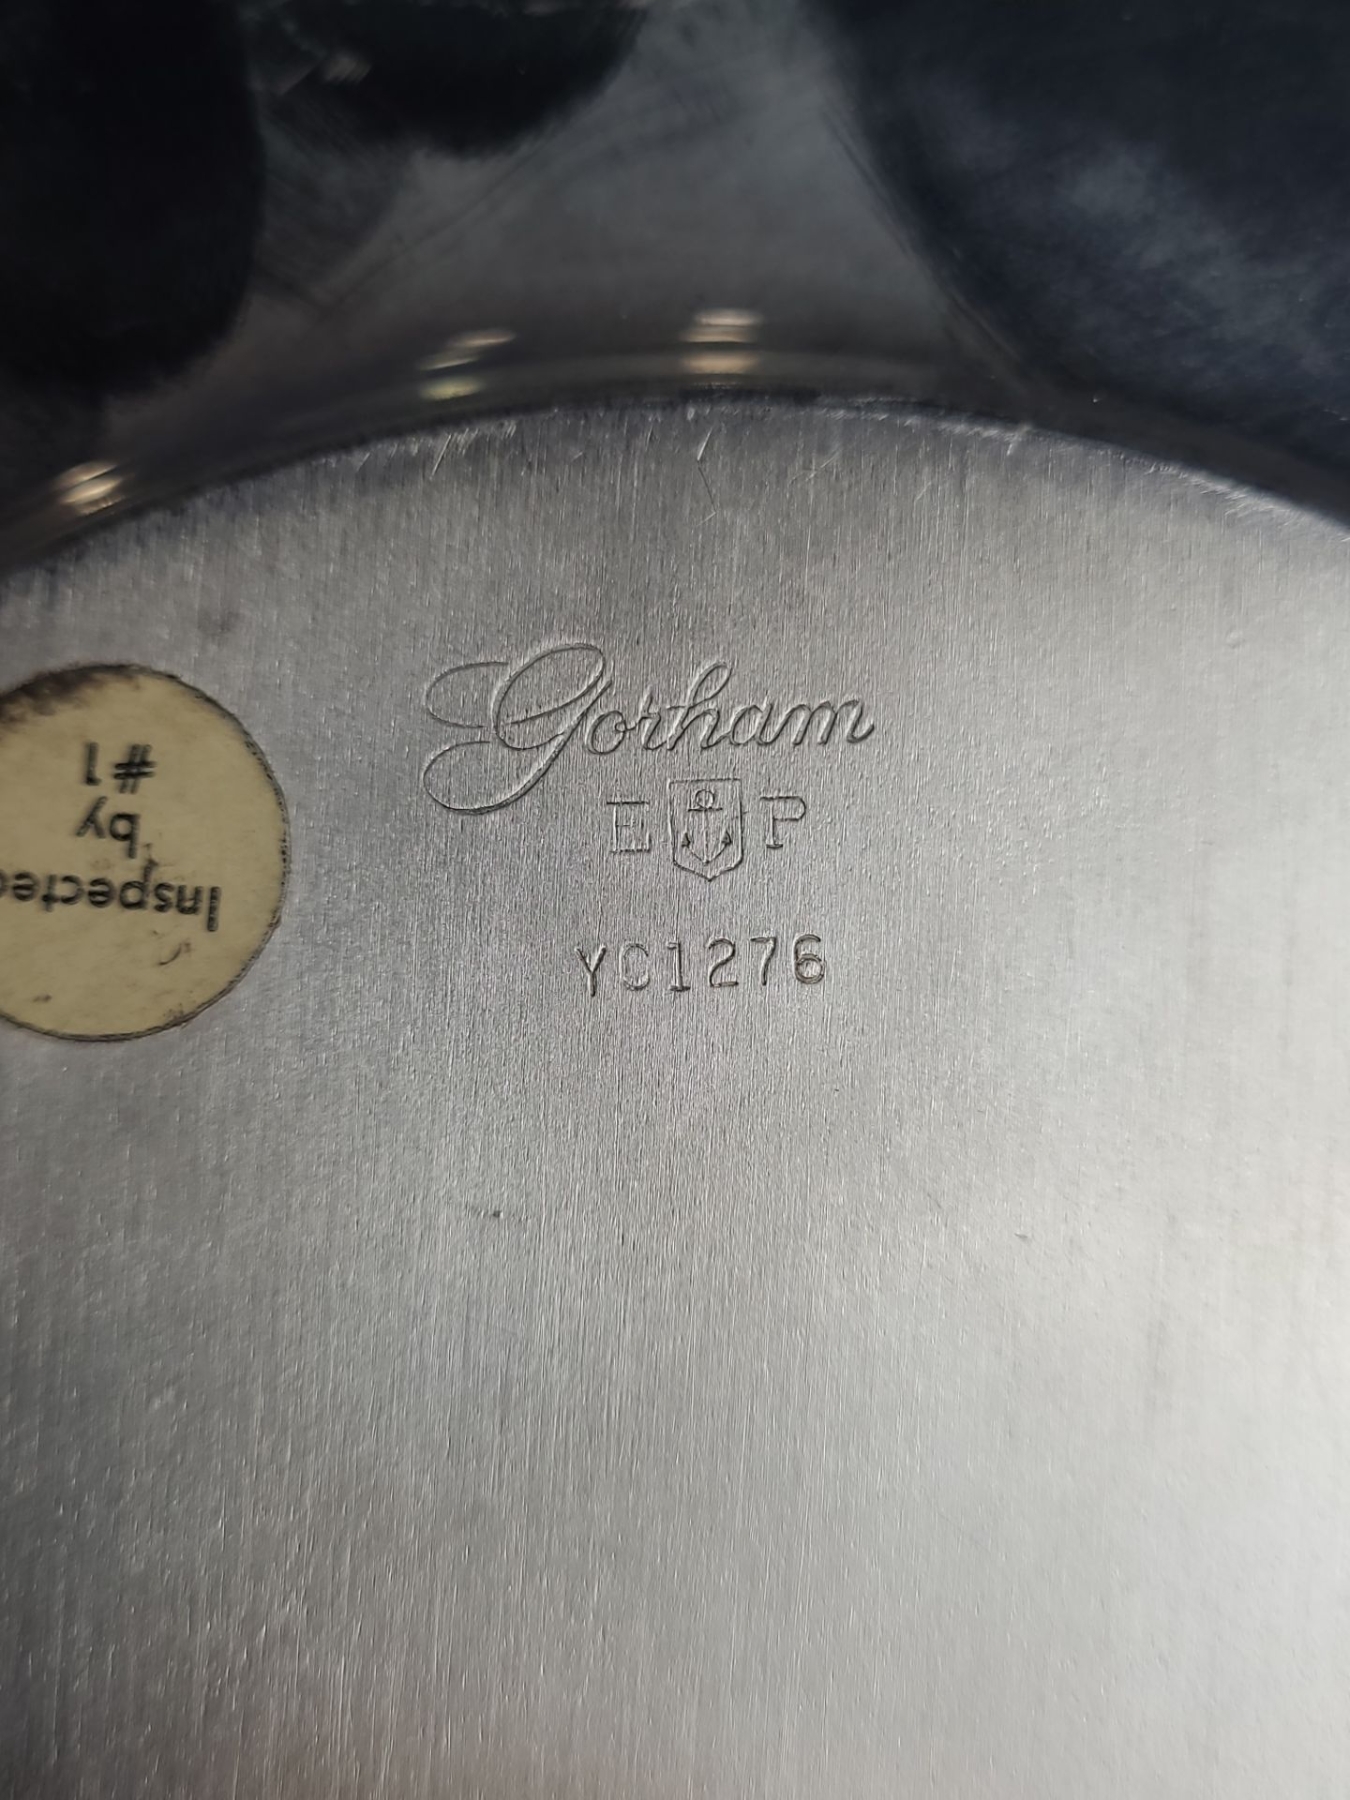 Gorham
E P
YC1276
Inspected
by
#1